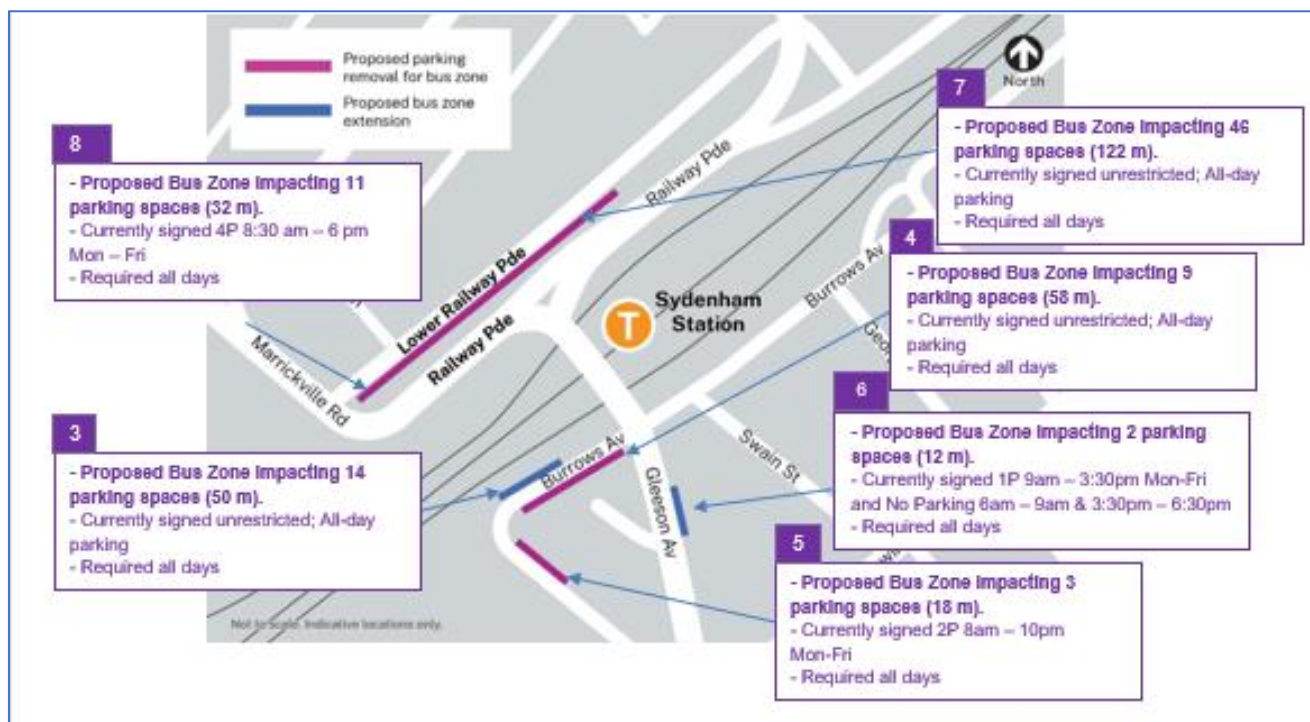 Proposed parking
removal for bus zone
Proposed bus zone
extension
North
7
- Proposed Bus Zone Impacting 46
parking spaces (122 m).
- Currently signed unrestricted; All-day
parking
- Required all days
8
- Proposed Bus Zone Impacting 11
parking spaces (32 m).
- Currently signed 4P 8:30 am – 6 pm
Mon – Fri
- Required all days
Railway Pde
4
- Proposed Bus Zone Impacting 9
parking spaces (58 m).
- Currently signed unrestricted; All-day
parking
- Required all days
Burrows Av
Lower Railway Pde
Railway Pde
T
Sydenham
Station
Marrickville Rd
6
- Proposed Bus Zone Impacting 2 parking
spaces (12 m).
- Currently signed 1P 9am – 3:30pm Mon-Fri
and No Parking 6am – 9am & 3:30pm – 6:30pm
- Required all days
3
- Proposed Bus Zone Impacting 14
parking spaces (50 m).
- Currently signed unrestricted; All-day
parking
- Required all days
Burrows Av
Gleeson Av
Swain St
5
- Proposed Bus Zone Impacting 3
parking spaces (18 m).
- Currently signed 2P 8am – 10pm
Mon-Fri
- Required all days
Not to scale. Indicative locations only.